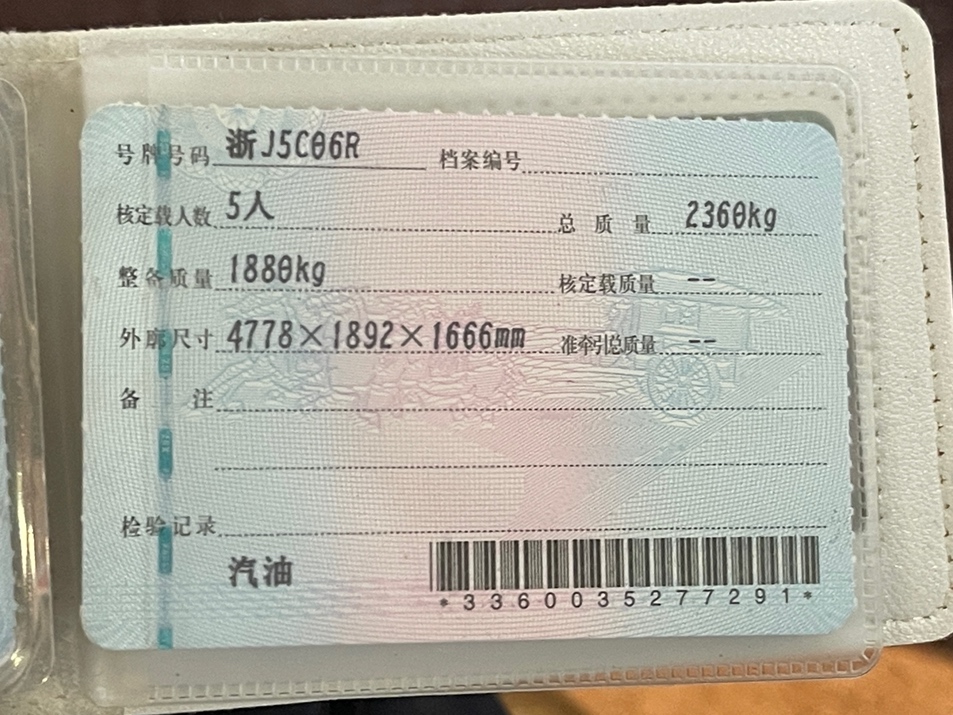 号牌号码 浙J5C06R 档案编号
核定载人数 5人 总质量 2360kg
整备质量 1880kg 核定载质量 --
外廓尺寸 4778×1892×1666mm 准牵引总质量 --
备注
检验记录
汽油
*3360035277291*